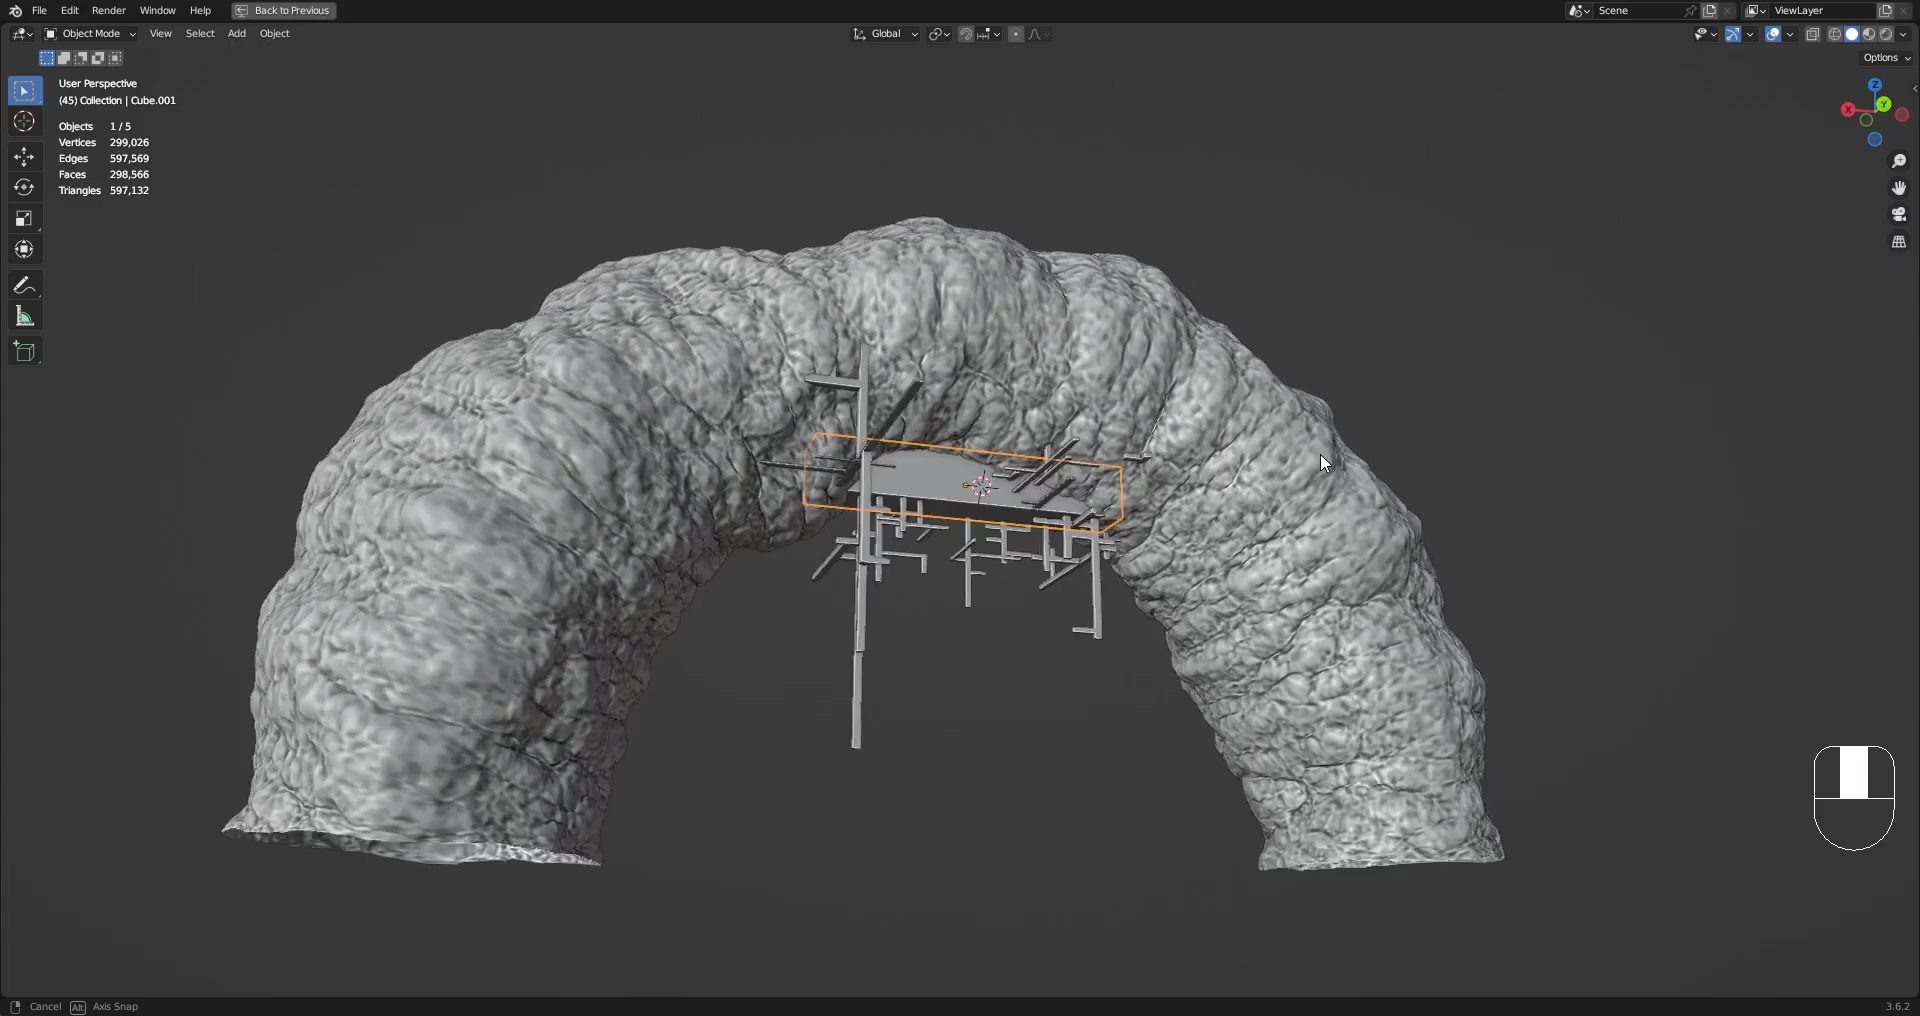 File Edit Render Window Help Back to Previous
Scene ViewLayer
Object Mode View Select Add Object Global
Options
User Perspective
(45) Collection | Cube.001
Objects 1 / 5
Vertices 299,026
Edges 597,569
Faces 298,566
Triangles 597,132
Z
Y
X
Cancel Alt Axis Snap 3.6.2